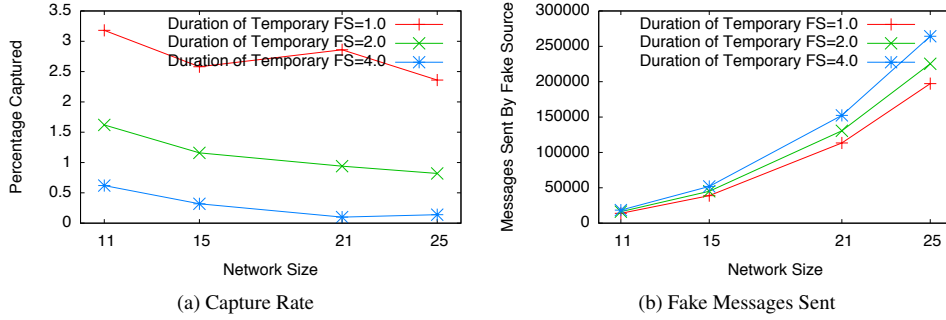 3.5
3
2.5
2
1.5
1
0.5
0
Percentage Captured
Duration of Temporary FS=1.0
Duration of Temporary FS=2.0
Duration of Temporary FS=4.0
11 15 21 25
Network Size
(a) Capture Rate
300000
250000
200000
150000
100000
50000
0
Messages Sent By Fake Source
Duration of Temporary FS=1.0
Duration of Temporary FS=2.0
Duration of Temporary FS=4.0
11 15 21 25
Network Size
(b) Fake Messages Sent